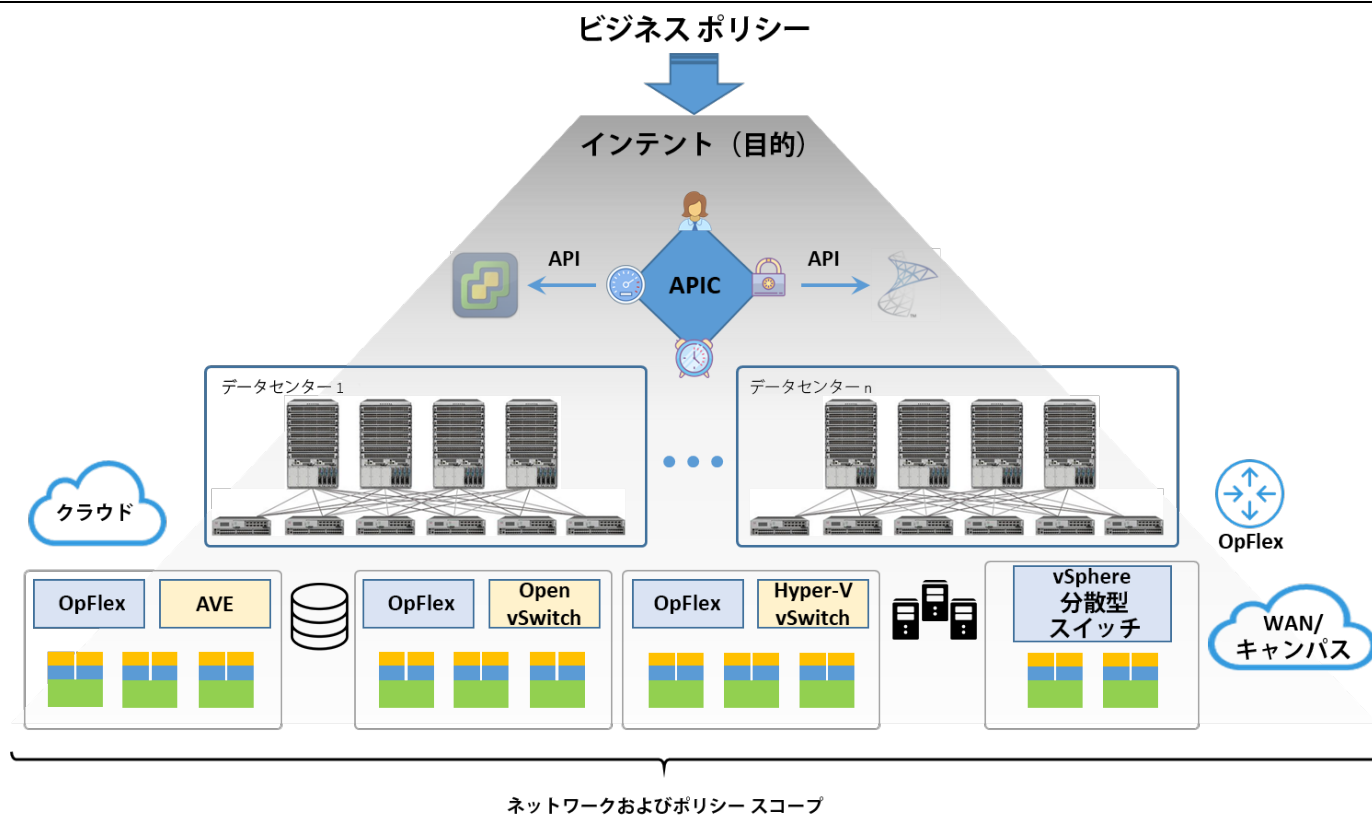 ビジネス ポリシー
インテント（目的）
API
API
APIC
データセンター 1
データセンター n
クラウド
OpFlex
OpFlex
AVE
OpFlex
Open
vSwitch
OpFlex
Hyper-V
vSwitch
vSphere
分散型
スイッチ
WAN/
キャンパス
ネットワークおよびポリシー スコープ